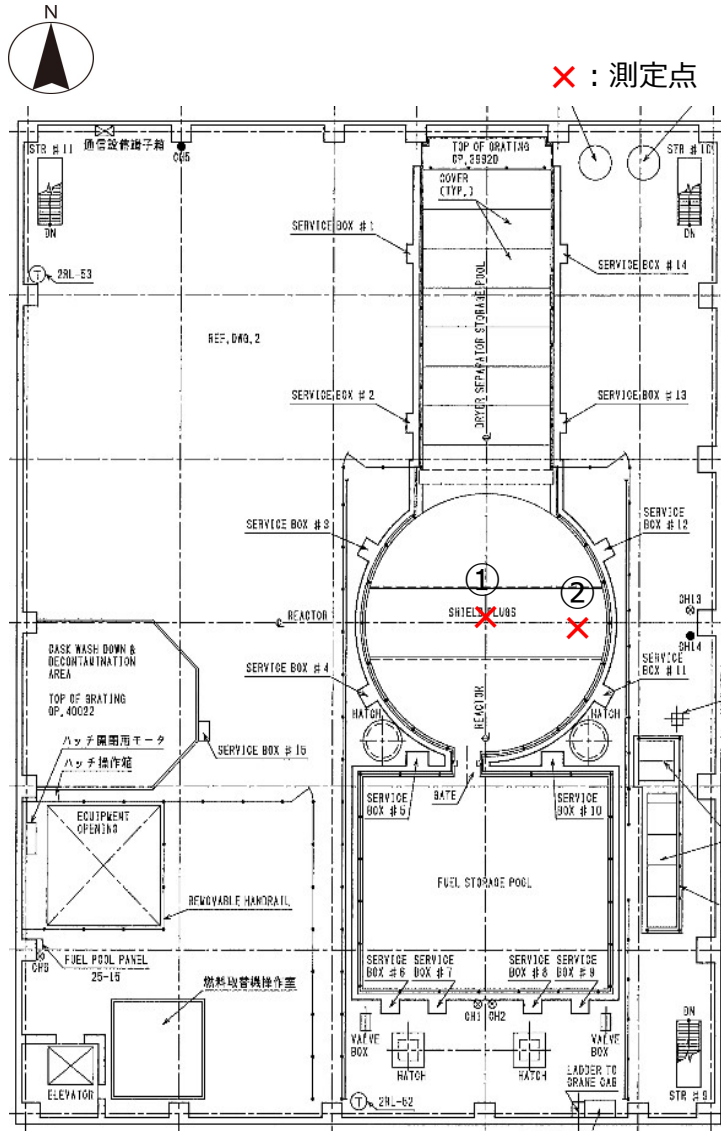 N
×：測定点
TOP OF GRATING
OP.39920
STR #11
通信設備端子箱
CH5
COVER
(TYP.)
STR #10
DN
DN
SERVICE BOX #1
SERVICE BOX #14
T 2RL-53
DRYER SEPARATOR STORAGE POOL
REF.DWG.2
SERVICE BOX #2
SERVICE BOX #13
SERVICE BOX #3
SERVICE
BOX #12
①
②
SHIELD PLUGS
REACTOR
CH13
CH14
CASK WASH DOWN &
DECONTAMINATION
AREA
TOP OF GRATING
OP.40022
SERVICE BOX #4
SERVICE
BOX #11
REACTOR
HATCH
HATCH
ハッチ開閉用モータ
ハッチ操作箱
SERVICE BOX #15
EQUIPMENT
OPENING
SERVICE
BOX #5
GATE
SERVICE
BOX #10
FUEL STORAGE POOL
REMOVABLE HANDRAIL
FUEL POOL PANEL
25-15
CH6
SERVICE
BOX #6
SERVICE
BOX #7
SERVICE
BOX #8
SERVICE
BOX #9
燃料取替機操作室
CH1
CH2
VALVE
BOX
VALVE
BOX
DN
HATCH
HATCH
ELEVATOR
LADDER TO
CRANE CAB
T 2RL-62
STR #9